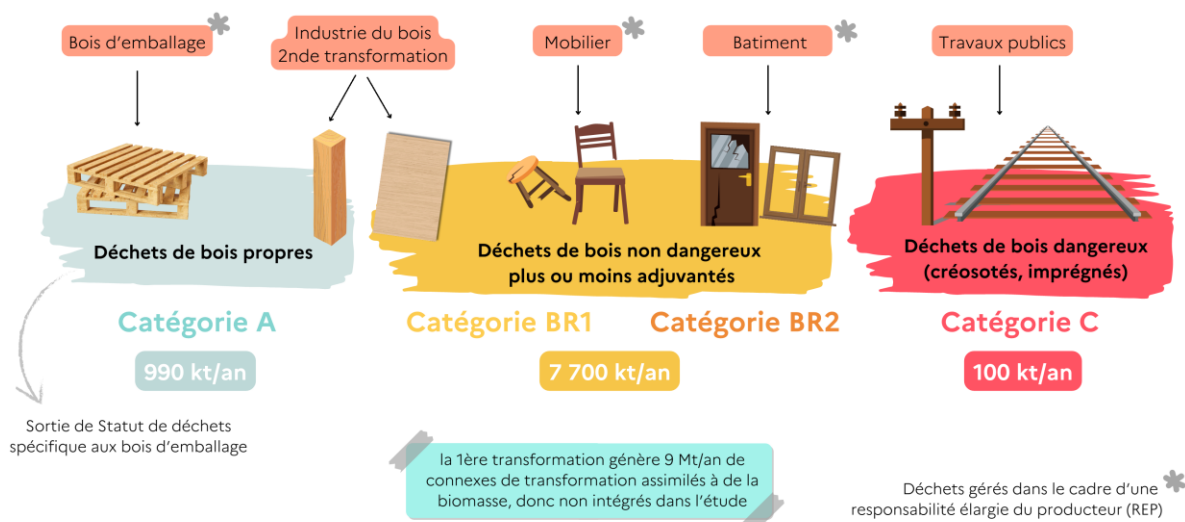 Bois d'emballage *
Industrie du bois
2nde transformation
Mobilier *
Batiment *
Travaux publics
Déchets de bois propres
Déchets de bois non dangereux
plus ou moins adjuvantés
Déchets de bois dangereux
(créosotés, imprégnés)
Catégorie A
Catégorie BR1
Catégorie BR2
Catégorie C
990 kt/an
7 700 kt/an
100 kt/an
Sortie de Statut de déchets
spécifique aux bois d'emballage
la 1ère transformation génère 9 Mt/an de
connexes de transformation assimilés à de la
biomasse, donc non intégrés dans l'étude
Déchets gérés dans le cadre d'une *
responsabilité élargie du producteur (REP)